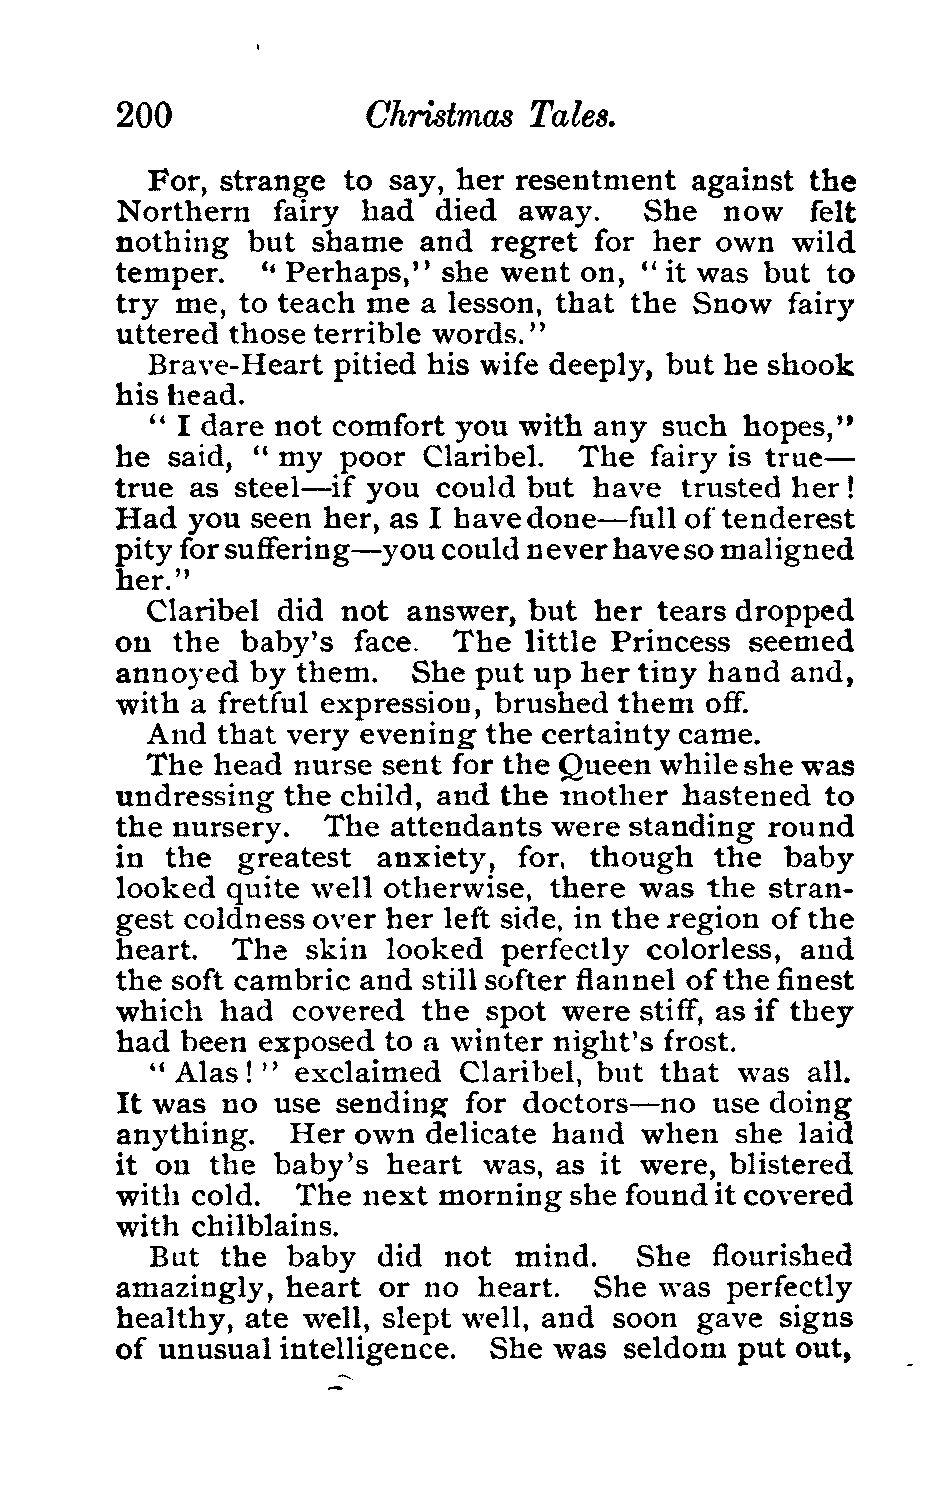 200 Christmas Tales.
For, strange to say, her resentment against the
Northern fairy had died away. She now felt
nothing but shame and regret for her own wild
temper. "Perhaps," she went on, "it was but to
try me, to teach me a lesson, that the Snow fairy
uttered those terrible words."
Brave-Heart pitied his wife deeply, but he shook
his head.
"I dare not comfort you with any such hopes,"
he said, "my poor Claribel. The fairy is true—
true as steel—if you could but have trusted her!
Had you seen her, as I have done—full of tenderest
pity for suffering—you could never have so maligned
her."
Claribel did not answer, but her tears dropped
on the baby's face. The little Princess seemed
annoyed by them. She put up her tiny hand and,
with a fretful expression, brushed them off.
And that very evening the certainty came.
The head nurse sent for the Queen while she was
undressing the child, and the mother hastened to
the nursery. The attendants were standing round
in the greatest anxiety, for, though the baby
looked quite well otherwise, there was the stran-
gest coldness over her left side, in the region of the
heart. The skin looked perfectly colorless, and
the soft cambric and still softer flannel of the finest
which had covered the spot were stiff, as if they
had been exposed to a winter night's frost.
"Alas!" exclaimed Claribel, but that was all.
It was no use sending for doctors—no use doing
anything. Her own delicate hand when she laid
it on the baby's heart was, as it were, blistered
with cold. The next morning she found it covered
with chilblains.
But the baby did not mind. She flourished
amazingly, heart or no heart. She was perfectly
healthy, ate well, slept well, and soon gave signs
of unusual intelligence. She was seldom put out,